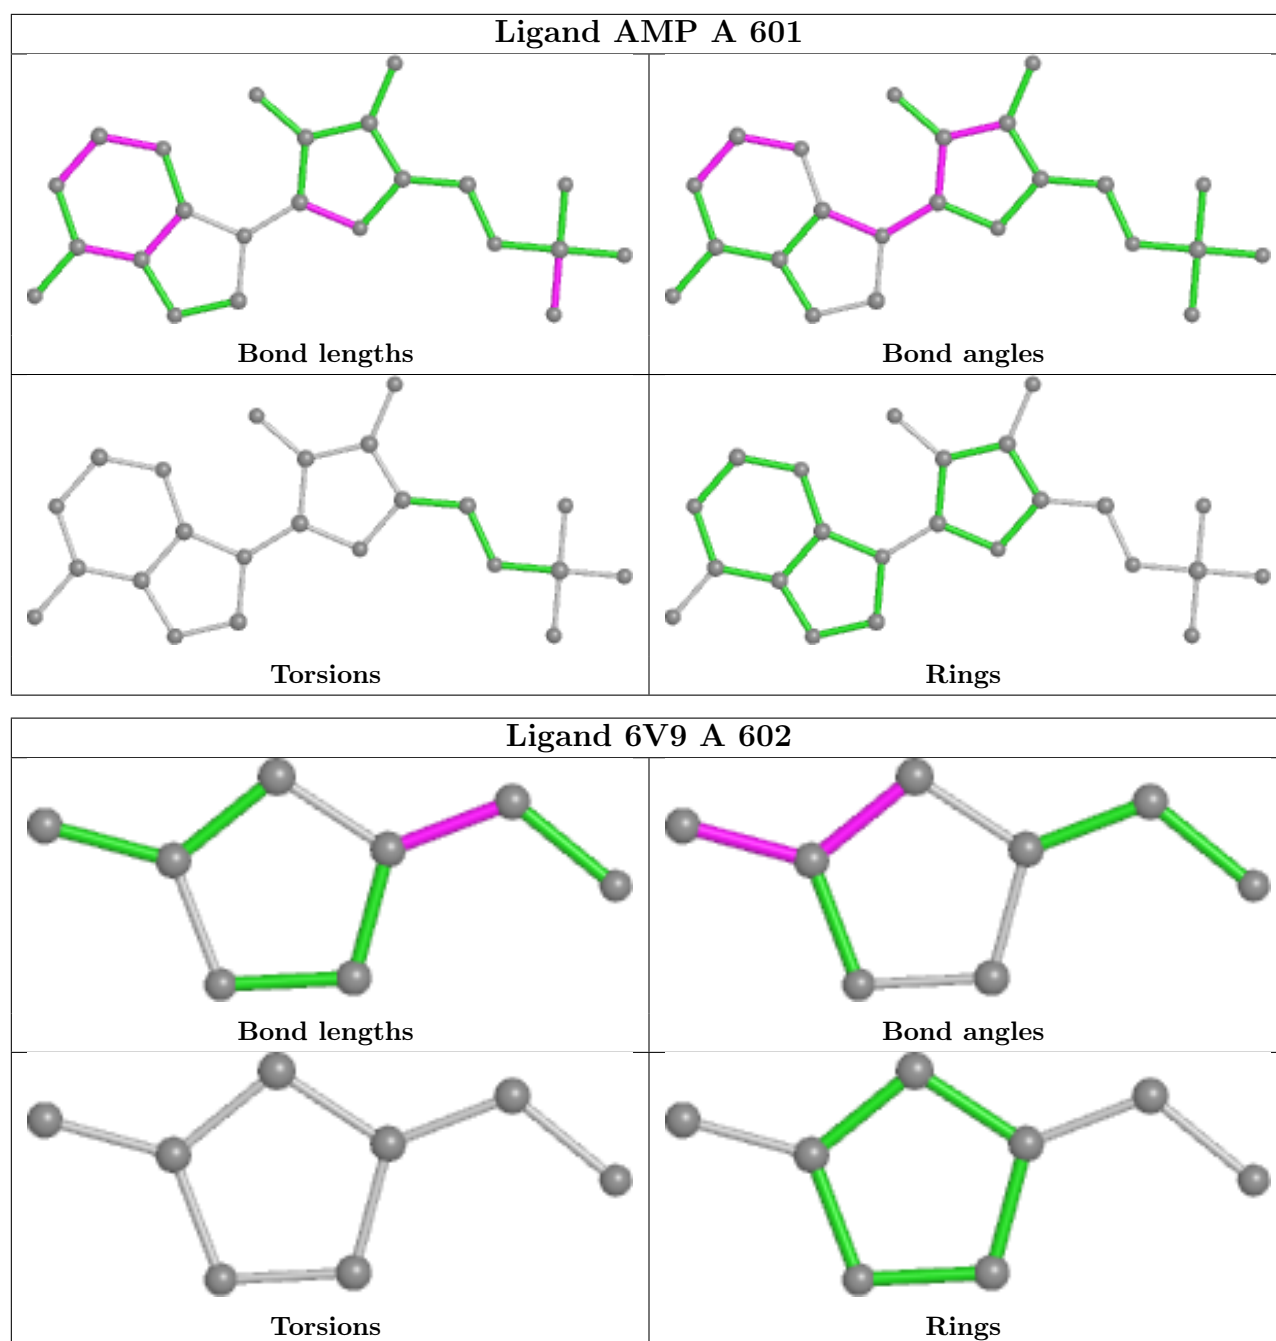 Ligand AMP A 601
Bond lengths
Bond angles
Torsions
Rings
Ligand 6V9 A 602
Bond lengths
Bond angles
Torsions
Rings